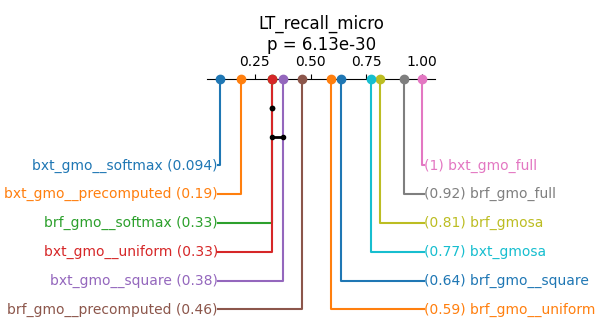 LT_recall_micro
p = 6.13e-30
0.25 0.50 0.75 1.00
bxt_gmo__softmax (0.094) (1) bxt_gmo_full
bxt_gmo__precomputed (0.19) (0.92) brf_gmo_full
brf_gmo__softmax (0.33) (0.81) brf_gmosa
bxt_gmo__uniform (0.33) (0.77) bxt_gmosa
bxt_gmo__square (0.38) (0.64) brf_gmo__square
brf_gmo__precomputed (0.46) (0.59) brf_gmo__uniform